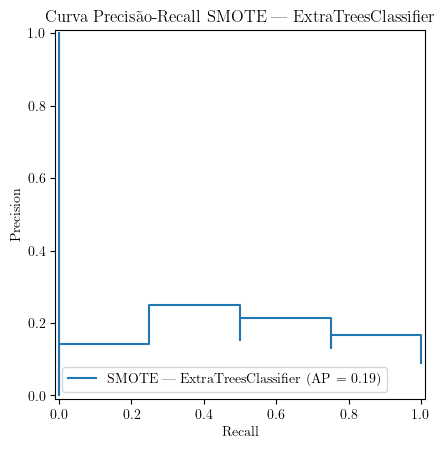 Curva Precisão-Recall SMOTE — ExtraTreesClassifier
1.0
0.8
0.6
0.4
0.2
0.0
Precision
SMOTE — ExtraTreesClassifier (AP = 0.19)
0.0 0.2 0.4 0.6 0.8 1.0
Recall